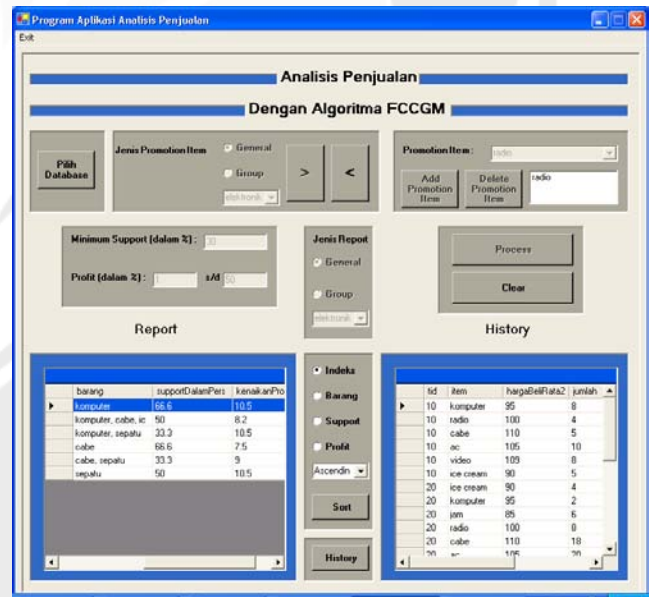 Program Aplikasi Analisis Penjualan
Exit
Analisis Penjualan
Dengan Algoritma FCCGM
Pilih Database
Jenis Promotion Item
General
Group
elektronik
>
<
Promotion Item :
radio
Add Promotion Item
Delete Promotion Item
radio
Minimum Support (dalam %) :
30
Profit (dalam %) :
1
s/d
50
Jenis Report
General
Group
elektronik
Process
Clear
Report
History
barang supportDalamPers kenaikanPro
komputer 66.6 10.5
komputer, cabe, ic 50 8.2
komputer, sepatu 33.3 10.5
cabe 66.6 7.5
cabe, sepatu 33.3 9
sepatu 50 10.5
Indeks
Barang
Support
Profit
Ascendin
Sort
History
tid item hargaBeliRata2 jumlah
10 komputer 95 8
10 radio 100 4
10 cabe 110 5
10 ac 105 10
10 video 109 8
10 ice cream 90 5
20 ice cream 90 4
20 komputer 95 2
20 jam 85 6
20 radio 100 8
20 cabe 110 18
20 ac 105 20